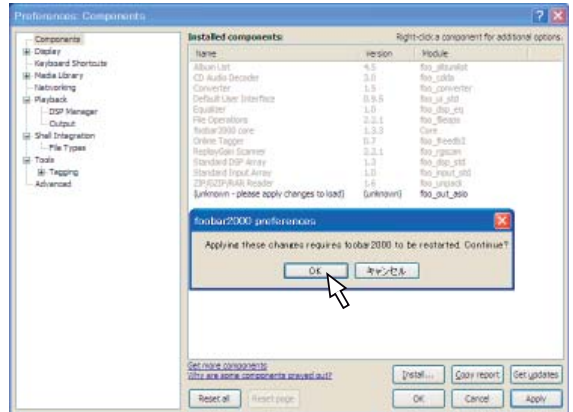 Preferences: Components
Components
Display
Keyboard Shortcuts
Media Library
Networking
Playback
DSP Manager
Output
Shell Integration
File Types
Tools
Tagging
Advanced
Installed components:
Right-click a component for additional options.
Name Version Module
Album List 4.5 foo_albumlist
CD Audio Decoder 3.0 foo_cdda
Converter 1.5 foo_converter
Default User Interface 0.9.5 foo_ui_std
Equalizer 1.0 foo_dsp_eq
File Operations 2.2.1 foo_fileops
foobar2000 core 1.3.3 Core
Online Tagger 0.7 foo_freedb2
ReplayGain Scanner 2.2.1 foo_rgscan
Standard DSP Array 1.3 foo_dsp_std
Standard Input Array 1.0 foo_input_std
ZIP/GZIP/RAR Reader 1.6 foo_unpack
(unknown - please apply changes to load) (unknown) foo_out_asio
foobar2000 preferences
Applying these changes requires foobar2000 to be restarted. Continue?
OK
キャンセル
Get more components
Why are some components greyed out?
Install...
Copy report
Get updates
Reset all
Reset page
OK
Cancel
Apply